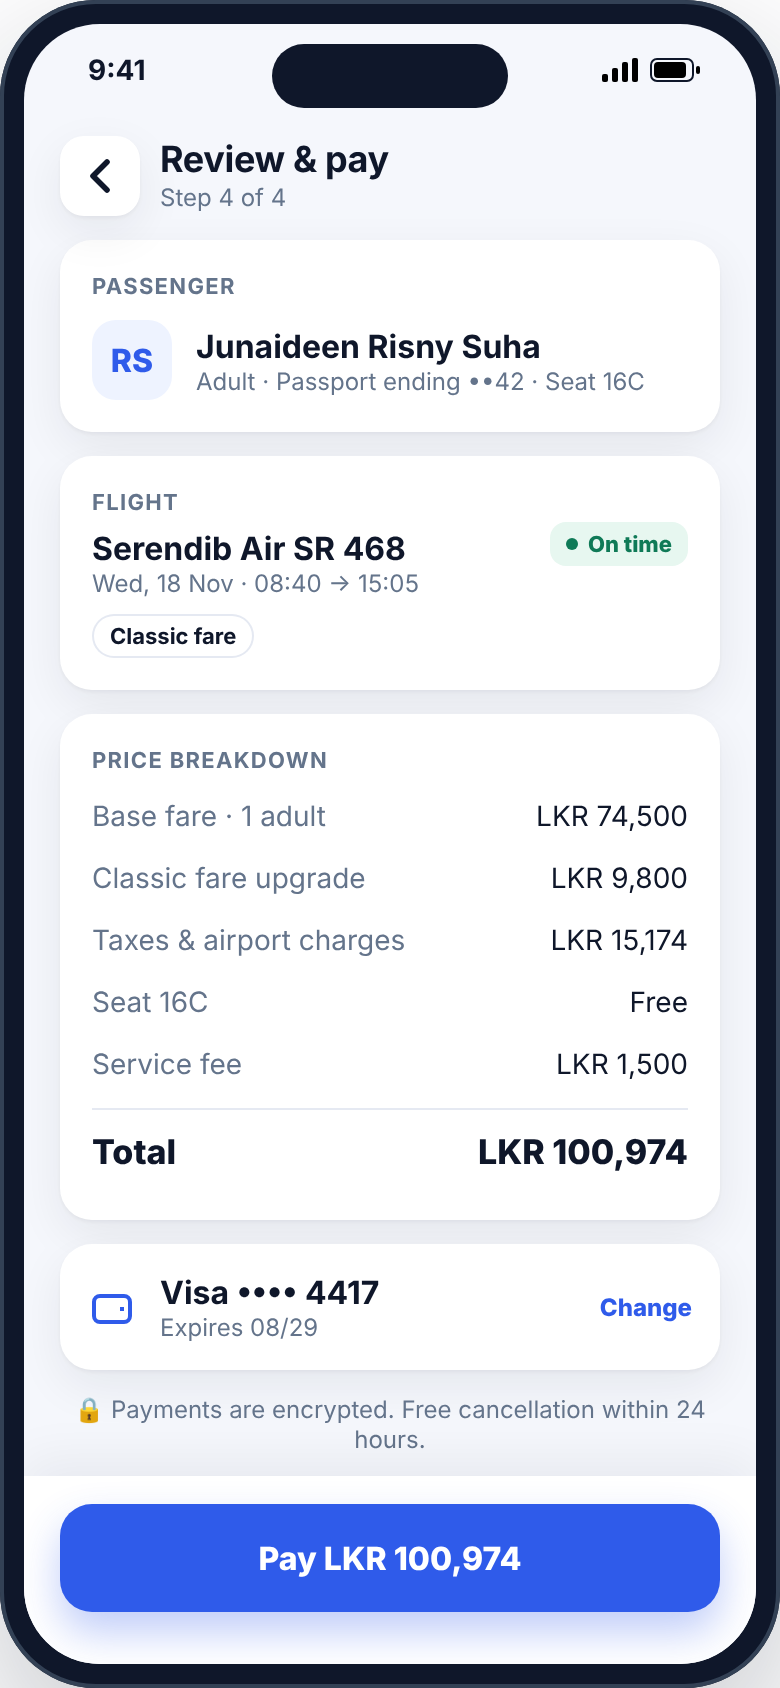 9:41
Review & pay
Step 4 of 4
PASSENGER
RS
Junaideen Risny Suha
Adult · Passport ending ••42 · Seat 16C
FLIGHT
Serendib Air SR 468
On time
Wed, 18 Nov · 08:40 → 15:05
Classic fare
PRICE BREAKDOWN
Base fare · 1 adult LKR 74,500
Classic fare upgrade LKR 9,800
Taxes & airport charges LKR 15,174
Seat 16C Free
Service fee LKR 1,500
Total LKR 100,974
Visa •••• 4417
Expires 08/29
Change
🔒 Payments are encrypted. Free cancellation within 24
hours.
Pay LKR 100,974